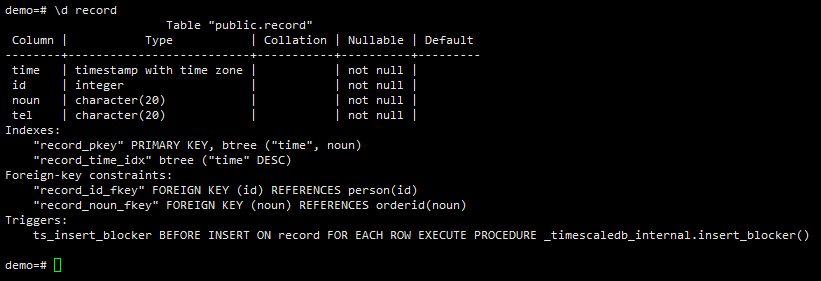 demo=# \d record
                       Table "public.record"
 Column |           Type           | Collation | Nullable | Default
--------+--------------------------+-----------+----------+---------
 time   | timestamp with time zone |           | not null |
 id     | integer                  |           | not null |
 noun   | character(20)            |           | not null |
 tel    | character(20)            |           | not null |
Indexes:
    "record_pkey" PRIMARY KEY, btree ("time", noun)
    "record_time_idx" btree ("time" DESC)
Foreign-key constraints:
    "record_id_fkey" FOREIGN KEY (id) REFERENCES person(id)
    "record_noun_fkey" FOREIGN KEY (noun) REFERENCES orderid(noun)
Triggers:
    ts_insert_blocker BEFORE INSERT ON record FOR EACH ROW EXECUTE PROCEDURE _timescaledb_internal.insert_blocker()
demo=#